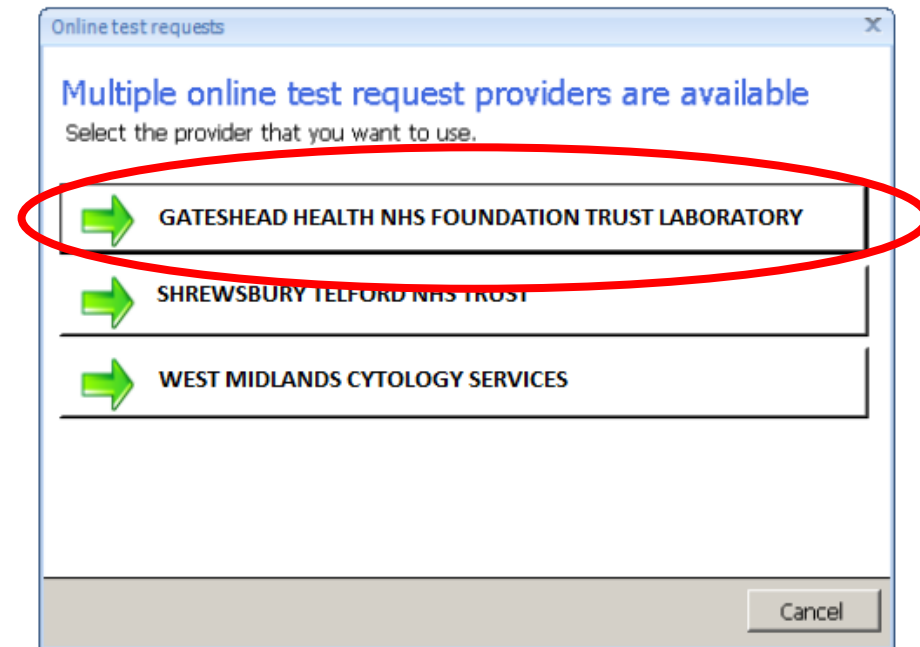 Online test requests
Multiple online test request providers are available
Select the provider that you want to use.
GATESHEAD HEALTH NHS FOUNDATION TRUST LABORATORY
SHREWSBURY TELFORD NHS TRUST
WEST MIDLANDS CYTOLOGY SERVICES
Cancel